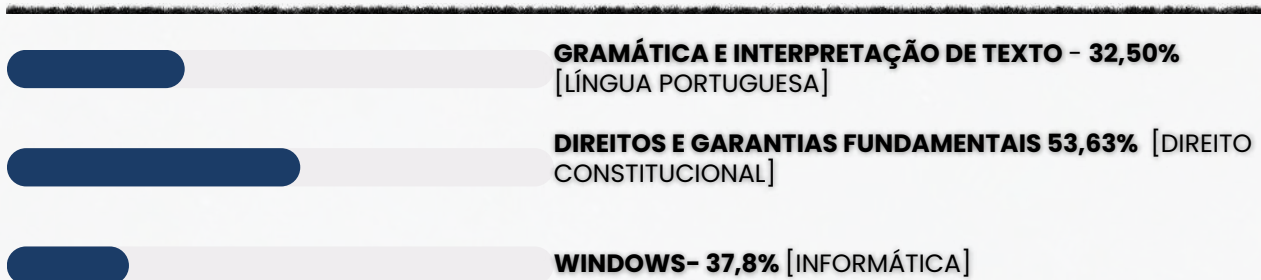 GRAMÁTICA E INTERPRETAÇÃO DE TEXTO - 32,50%
[LÍNGUA PORTUGUESA]
DIREITOS E GARANTIAS FUNDAMENTAIS 53,63% [DIREITO
CONSTITUCIONAL]
WINDOWS- 37,8% [INFORMÁTICA]